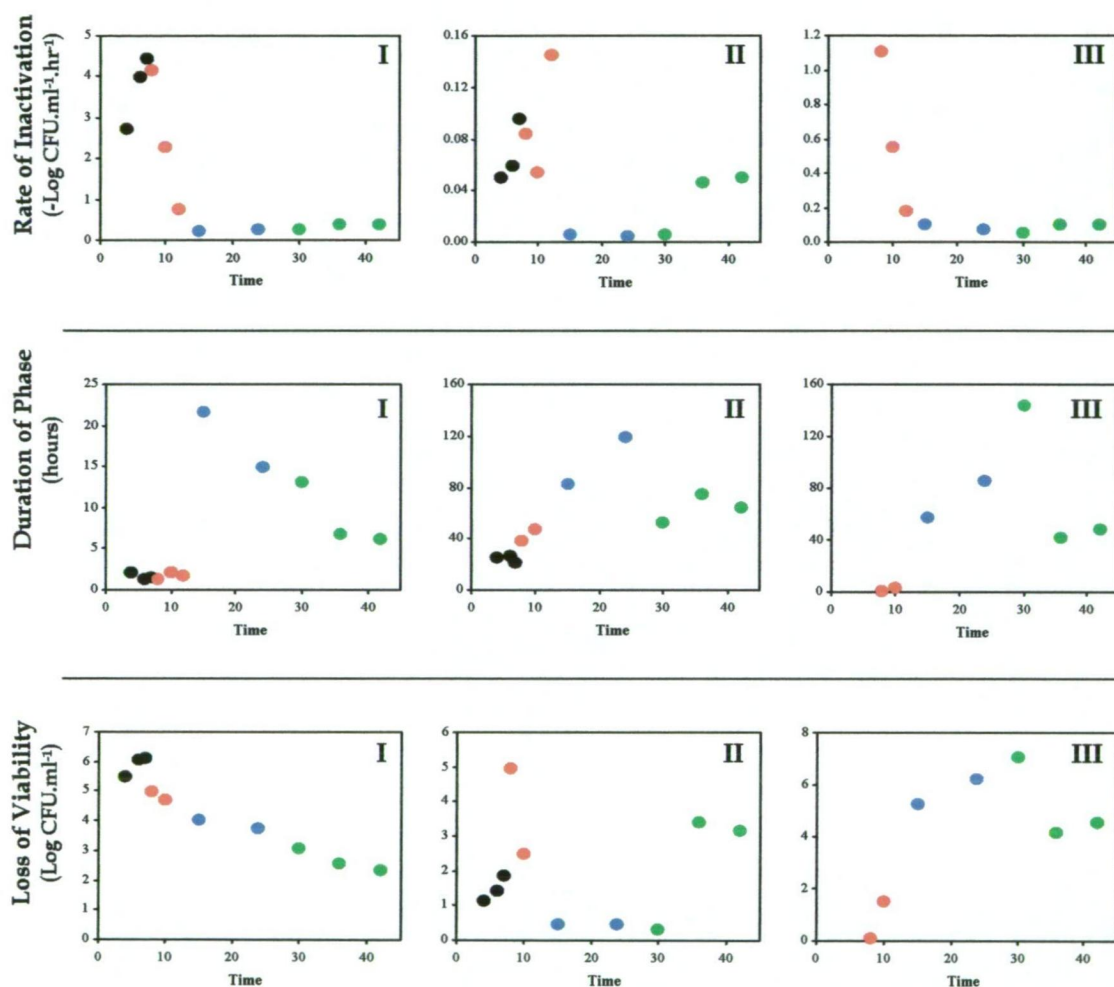 Rate of Inactivation
(-Log CFU.ml⁻¹.hr⁻¹)
I
5
4
3
2
1
0
0 10 20 30 40
Time
II
0.16
0.12
0.08
0.04
0.00
0 10 20 30 40
Time
III
1.2
1.0
0.8
0.6
0.4
0.2
0.0
0 10 20 30 40
Time
Duration of Phase
(hours)
I
25
20
15
10
5
0
0 10 20 30 40
Time
II
160
120
80
40
0
0 10 20 30 40
Time
III
160
120
80
40
0
0 10 20 30 40
Time
Loss of Viability
(Log CFU.ml⁻¹)
I
7
6
5
4
3
2
1
0
0 10 20 30 40
Time
II
6
5
4
3
2
1
0
0 10 20 30 40
Time
III
8
6
4
2
0
0 10 20 30 40
Time